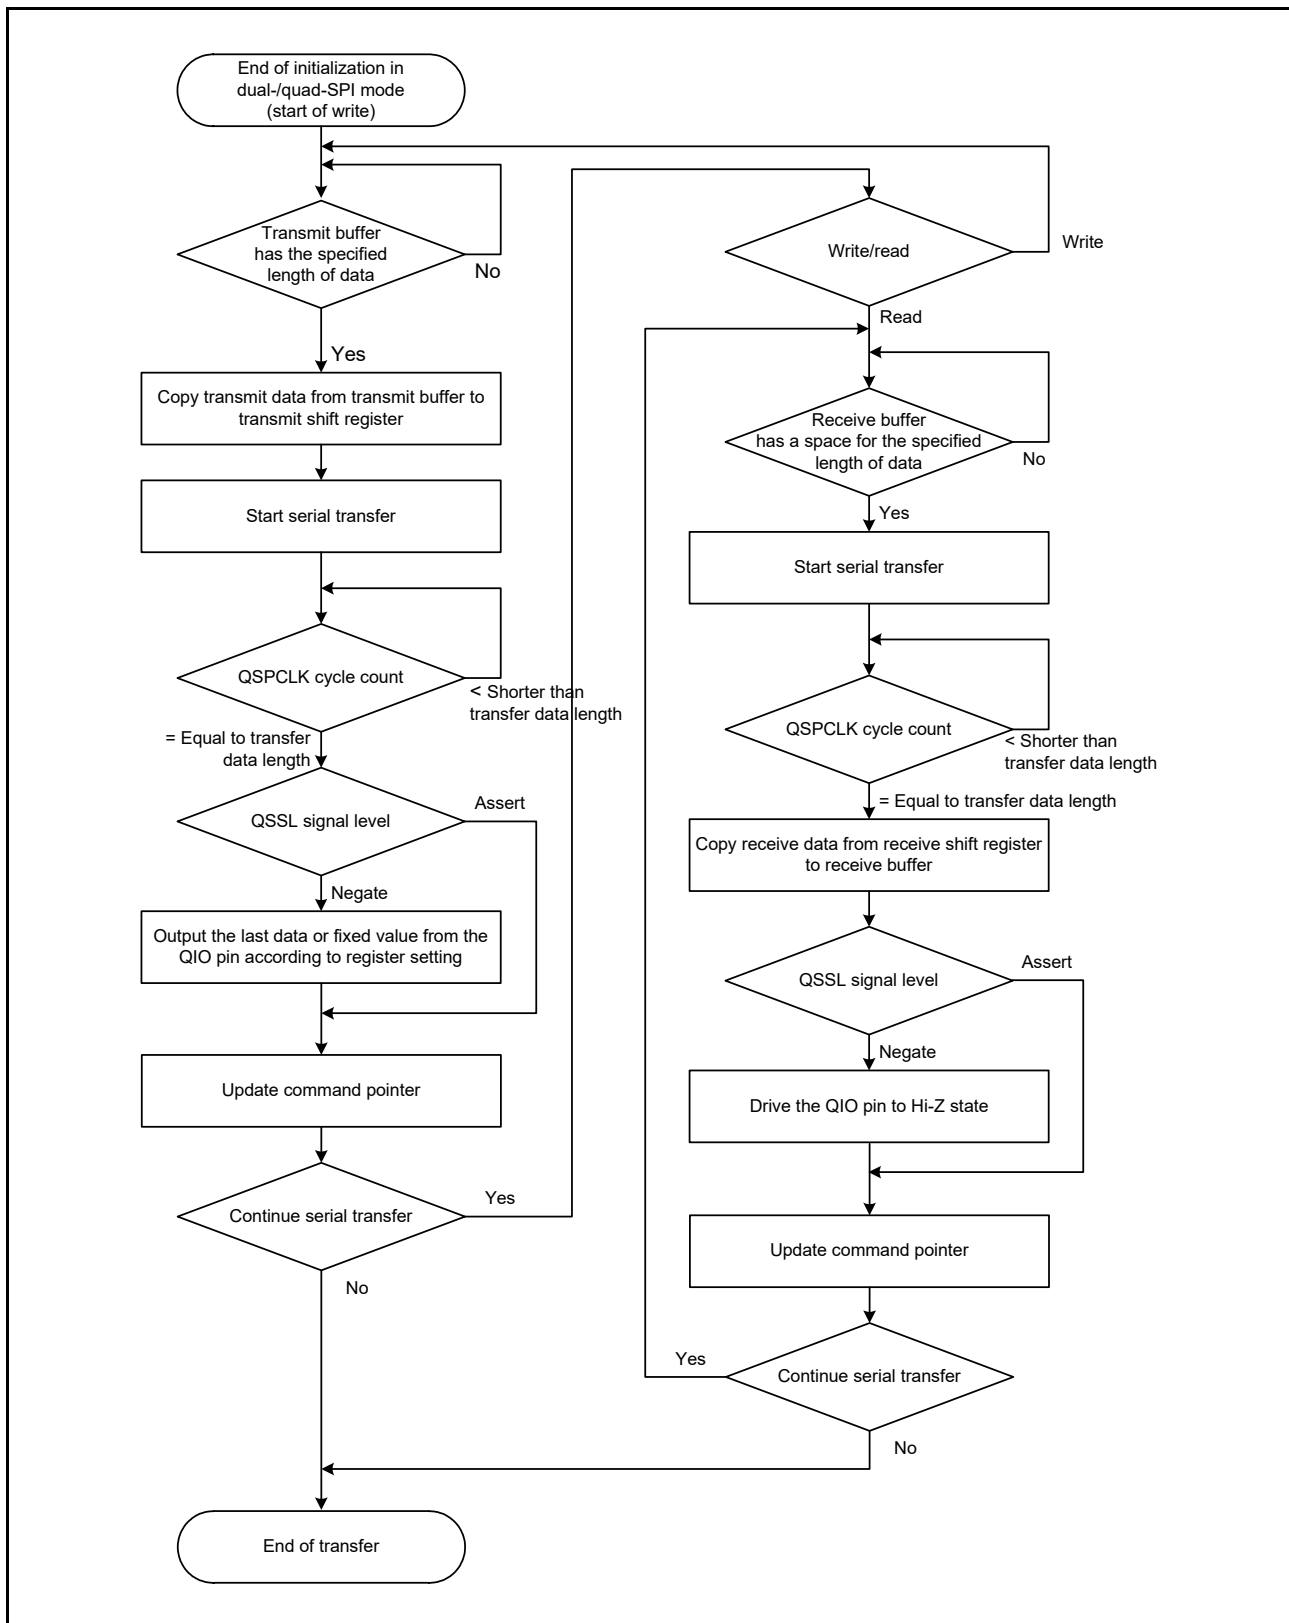 End of initialization in
dual-/quad-SPI mode
(start of write)
Transmit buffer
has the specified
length of data
No
Yes
Copy transmit data from transmit buffer to
transmit shift register
Start serial transfer
QSPCLK cycle count
< Shorter than
transfer data length
= Equal to transfer
data length
QSSL signal level
Assert
Negate
Output the last data or fixed value from the
QIO pin according to register setting
Update command pointer
Continue serial transfer
Yes
No
End of transfer
Write/read
Write
Read
Receive buffer
has a space for the specified
length of data
No
Yes
Start serial transfer
QSPCLK cycle count
< Shorter than
transfer data length
= Equal to transfer data length
Copy receive data from receive shift register
to receive buffer
QSSL signal level
Assert
Negate
Drive the QIO pin to Hi-Z state
Update command pointer
Yes
Continue serial transfer
No